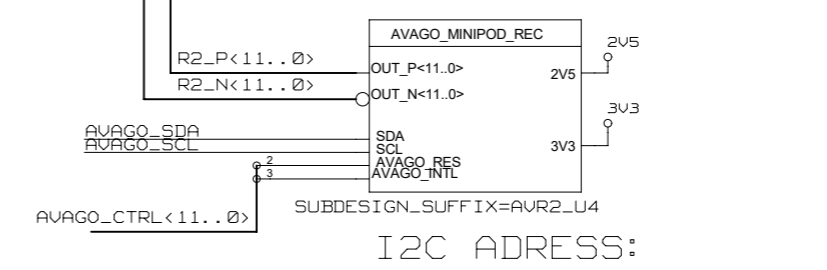 AVAGO_MINIPOD_REC
2V5
R2_P<11..0>
OUT_P<11..0>
2V5
R2_N<11..0>
OUT_N<11..0>
3V3
AVAGO_SDA
SDA
AVAGO_SCL
SCL
3V3
2
AVAGO_RES
3
AVAGO_INTL
SUBDESIGN_SUFFIX=AVR2_U4
AVAGO_CTRL<11..0>
I2C ADRESS: